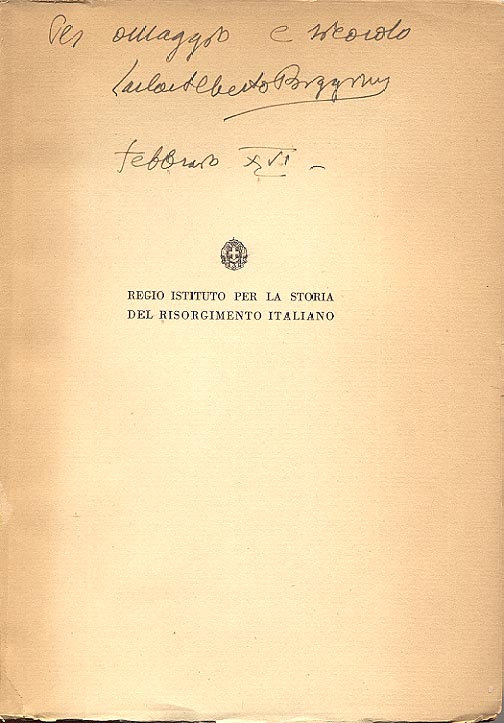 Per omaggio e ricordo
Carlo Alberto Biggini
Febbraio XVI
REGIO ISTITUTO PER LA STORIA
DEL RISORGIMENTO ITALIANO